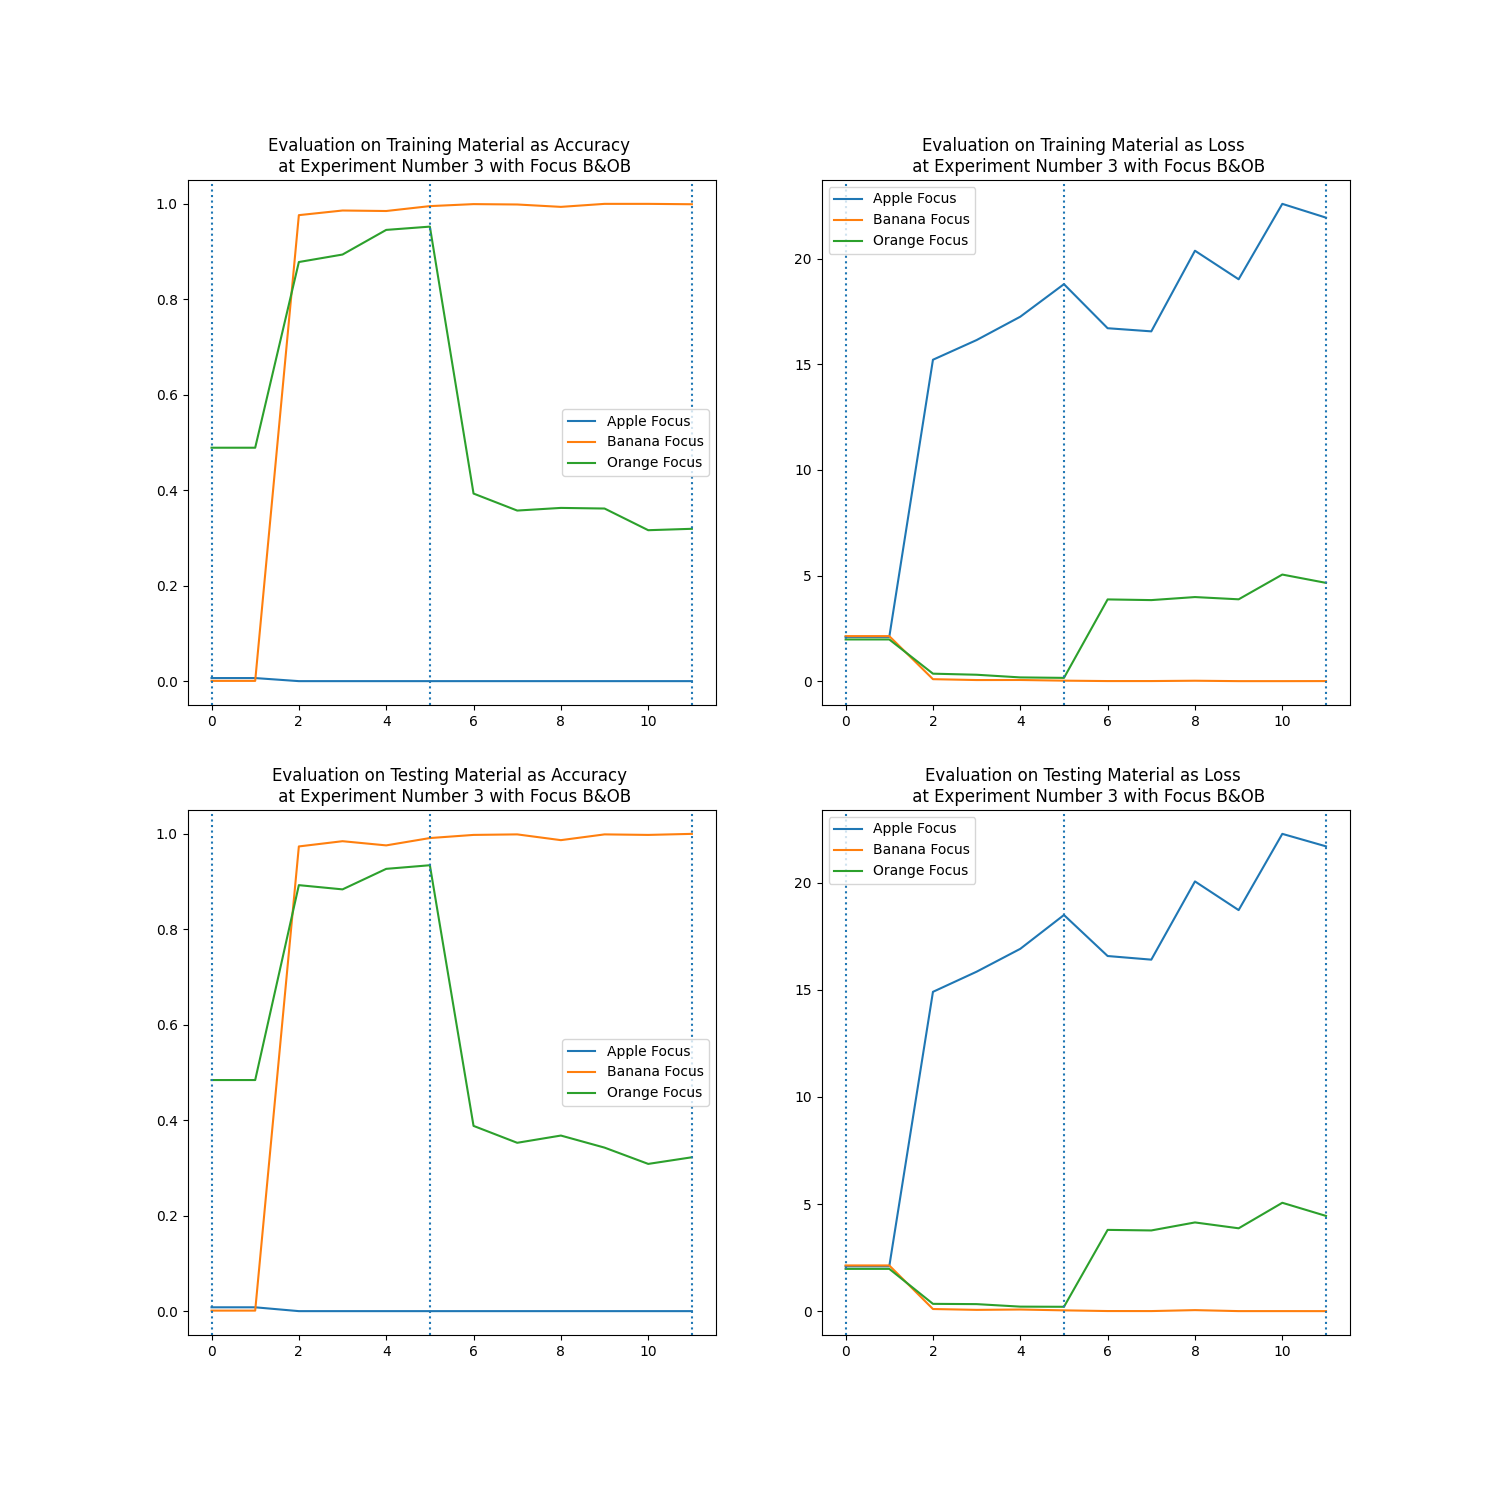 Evaluation on Training Material as Accuracy
at Experiment Number 3 with Focus B&OB
1.0
0.8
0.6
0.4
0.2
0.0
Apple Focus
Banana Focus
Orange Focus
0 2 4 6 8 10
Evaluation on Training Material as Loss
at Experiment Number 3 with Focus B&OB
Apple Focus
Banana Focus
Orange Focus
20
15
10
5
0
0 2 4 6 8 10
Evaluation on Testing Material as Accuracy
at Experiment Number 3 with Focus B&OB
1.0
0.8
0.6
0.4
0.2
0.0
Apple Focus
Banana Focus
Orange Focus
0 2 4 6 8 10
Evaluation on Testing Material as Loss
at Experiment Number 3 with Focus B&OB
Apple Focus
Banana Focus
Orange Focus
20
15
10
5
0
0 2 4 6 8 10